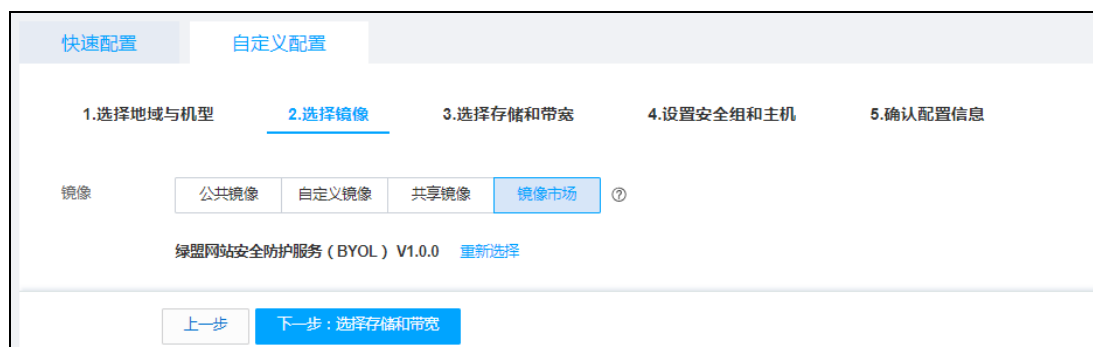 快速配置 自定义配置
1.选择地域与机型 2.选择镜像 3.选择存储和带宽 4.设置安全组和主机 5.确认配置信息
镜像 公共镜像 自定义镜像 共享镜像 镜像市场 ?
绿盟网站安全防护服务（BYOL）V1.0.0 重新选择
上一步 下一步：选择存储和带宽